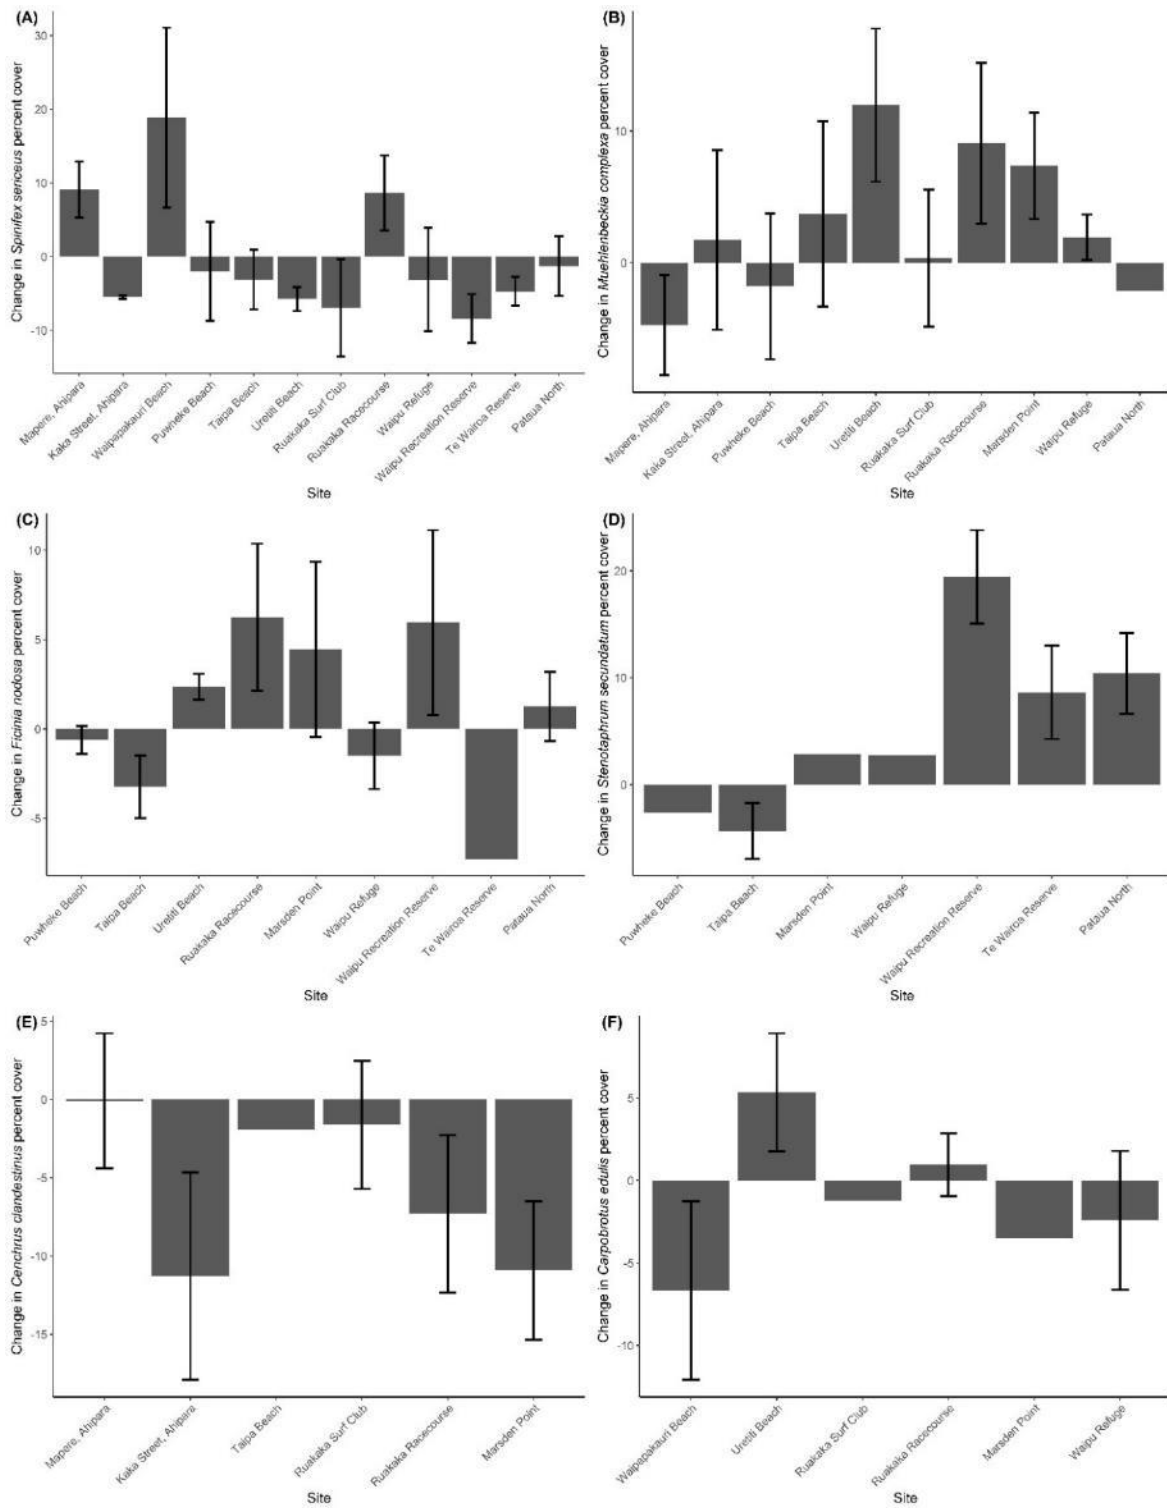 (A)
Change in Spinifex sericeus percent cover
30
20
10
0
-10
Mapere, Ahipara
Kaka Street, Ahipara
Waipapakauri Beach
Puwheke Beach
Taipa Beach
Uretiti Beach
Ruakaka Surf Club
Ruakaka Racecourse
Waipu Refuge
Waipu Recreation Reserve
Te Wairoa Reserve
Pataua North
Site
(B)
Change in Muehlenbeckia complexa percent cover
10
0
Mapere, Ahipara
Kaka Street, Ahipara
Puwheke Beach
Taipa Beach
Uretiti Beach
Ruakaka Surf Club
Ruakaka Racecourse
Marsden Point
Waipu Refuge
Pataua North
Site
(C)
Change in Ficinia nodosa percent cover
10
5
0
-5
Puwheke Beach
Taipa Beach
Uretiti Beach
Ruakaka Racecourse
Marsden Point
Waipu Refuge
Waipu Recreation Reserve
Te Wairoa Reserve
Pataua North
Site
(D)
Change in Stenotaphrum secundatum percent cover
20
10
0
Puwheke Beach
Taipa Beach
Marsden Point
Waipu Refuge
Waipu Recreation Reserve
Te Wairoa Reserve
Pataua North
Site
(E)
Change in Cenchrus clandestinus percent cover
5
0
-5
-10
-15
Mapere, Ahipara
Kaka Street, Ahipara
Taipa Beach
Ruakaka Surf Club
Ruakaka Racecourse
Marsden Point
Site
(F)
Change in Carpobrotus edulis percent cover
5
0
-5
-10
Waipapakauri Beach
Uretiti Beach
Ruakaka Surf Club
Ruakaka Racecourse
Marsden Point
Waipu Refuge
Site